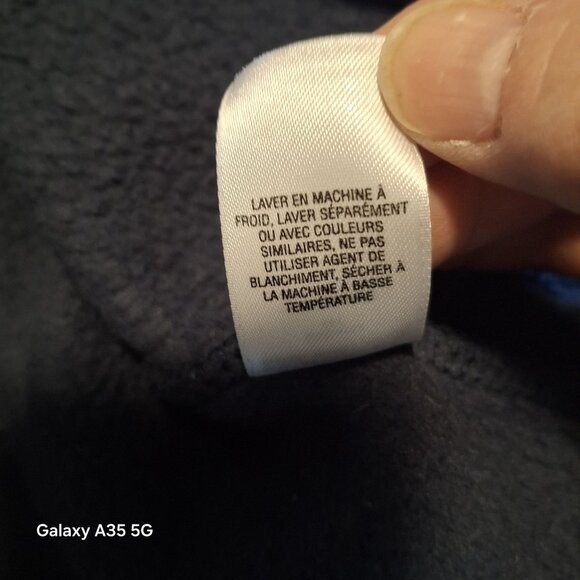 LAVER EN MACHINE À
FROID, LAVER SÉPARÉMENT
OU AVEC COULEURS
SIMILAIRES, NE PAS
UTILISER AGENT DE
BLANCHIMENT, SÉCHER À
LA MACHINE À BASSE
TEMPÉRATURE
Galaxy A35 5G